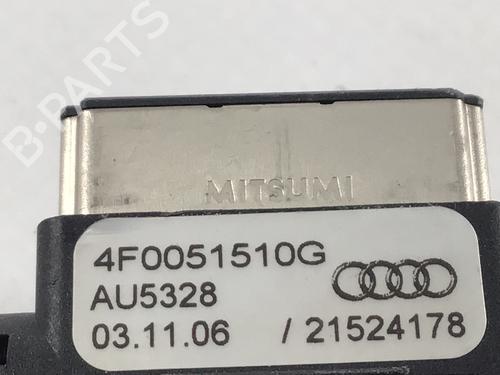 B-PARTS
MITSUMI
4F0051510G
AU5328
03.11.06 / 21524178